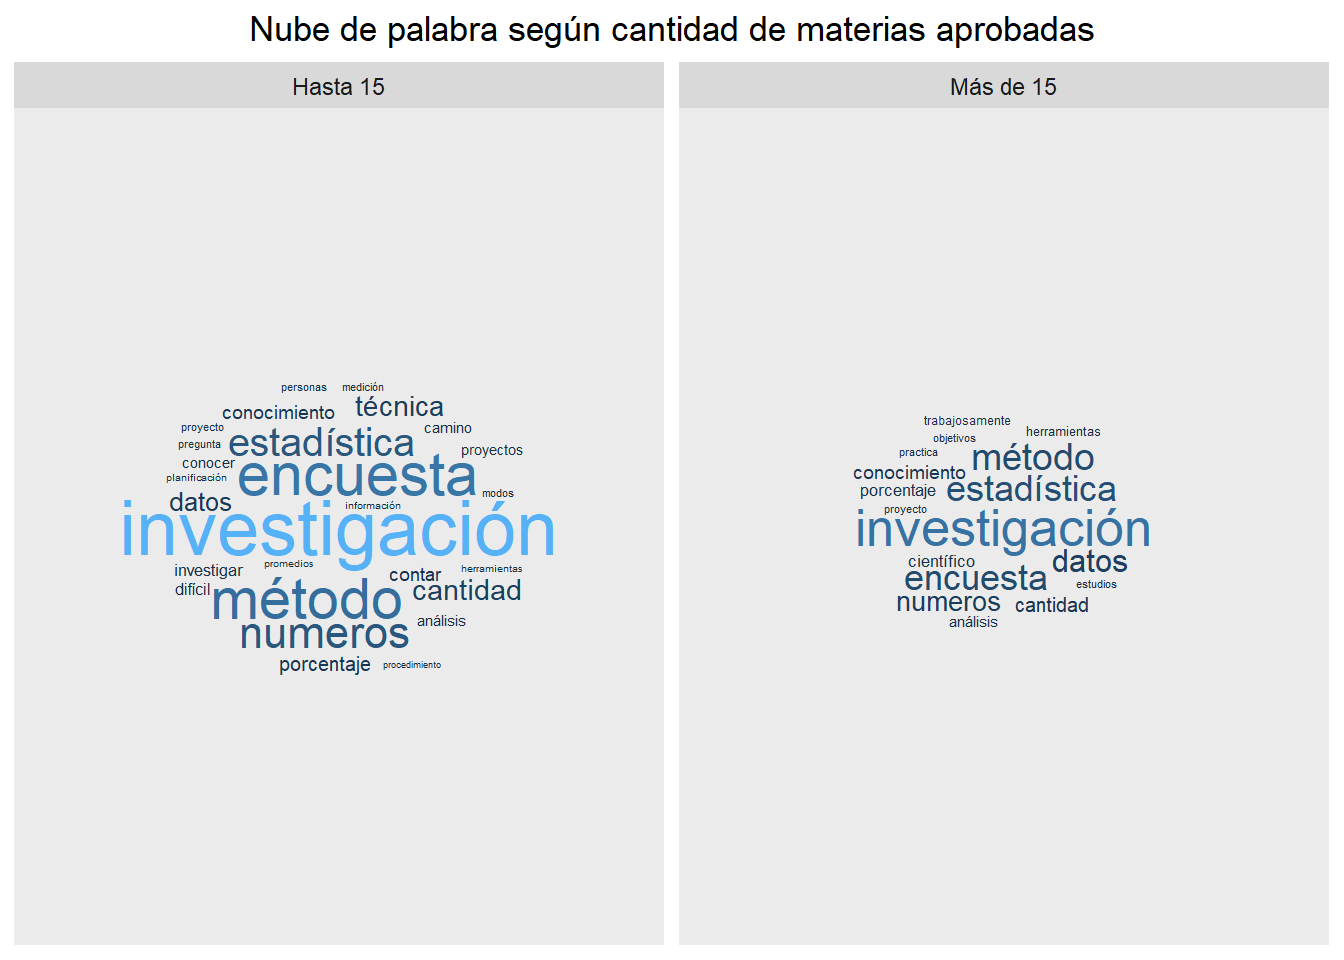 Nube de palabra según cantidad de materias aprobadas
Hasta 15
personas medición
conocimiento técnica
proyecto estadística camino
pregunta
conocer encuesta proyectos
planificación
datos información modos
investigación
investigar promedios contar herramientas
difícil método cantidad
numeros análisis
porcentaje procedimiento
Más de 15
trabajosamente
objetivos herramientas
practica método
conocimiento
porcentaje estadística
proyecto
investigación
científico datos
encuesta estudios
numeros cantidad
análisis